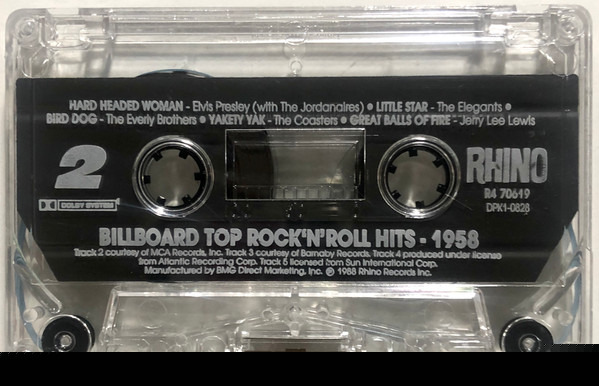 HARD HEADED WOMAN - Elvis Presley (with The Jordanaires) • LITTLE STAR - The Elegants •
BIRD DOG - The Everly Brothers • YAKETY YAK - The Coasters • GREAT BALLS OF FIRE - Jerry Lee Lewis
2
RHINO
R4 70619
DPK1-0828
DOLBY SYSTEM
BILLBOARD TOP ROCK'N'ROLL HITS - 1958
Track 2 courtesy of MCA Records, Inc. Track 3 courtesy of Barnaby Records. Track 4 produced under license
from Atlantic Recording Corp. Track 5 licensed from Sun International Corp.
Manufactured by BMG Direct Marketing, Inc. ℗ 1988 Rhino Records Inc.